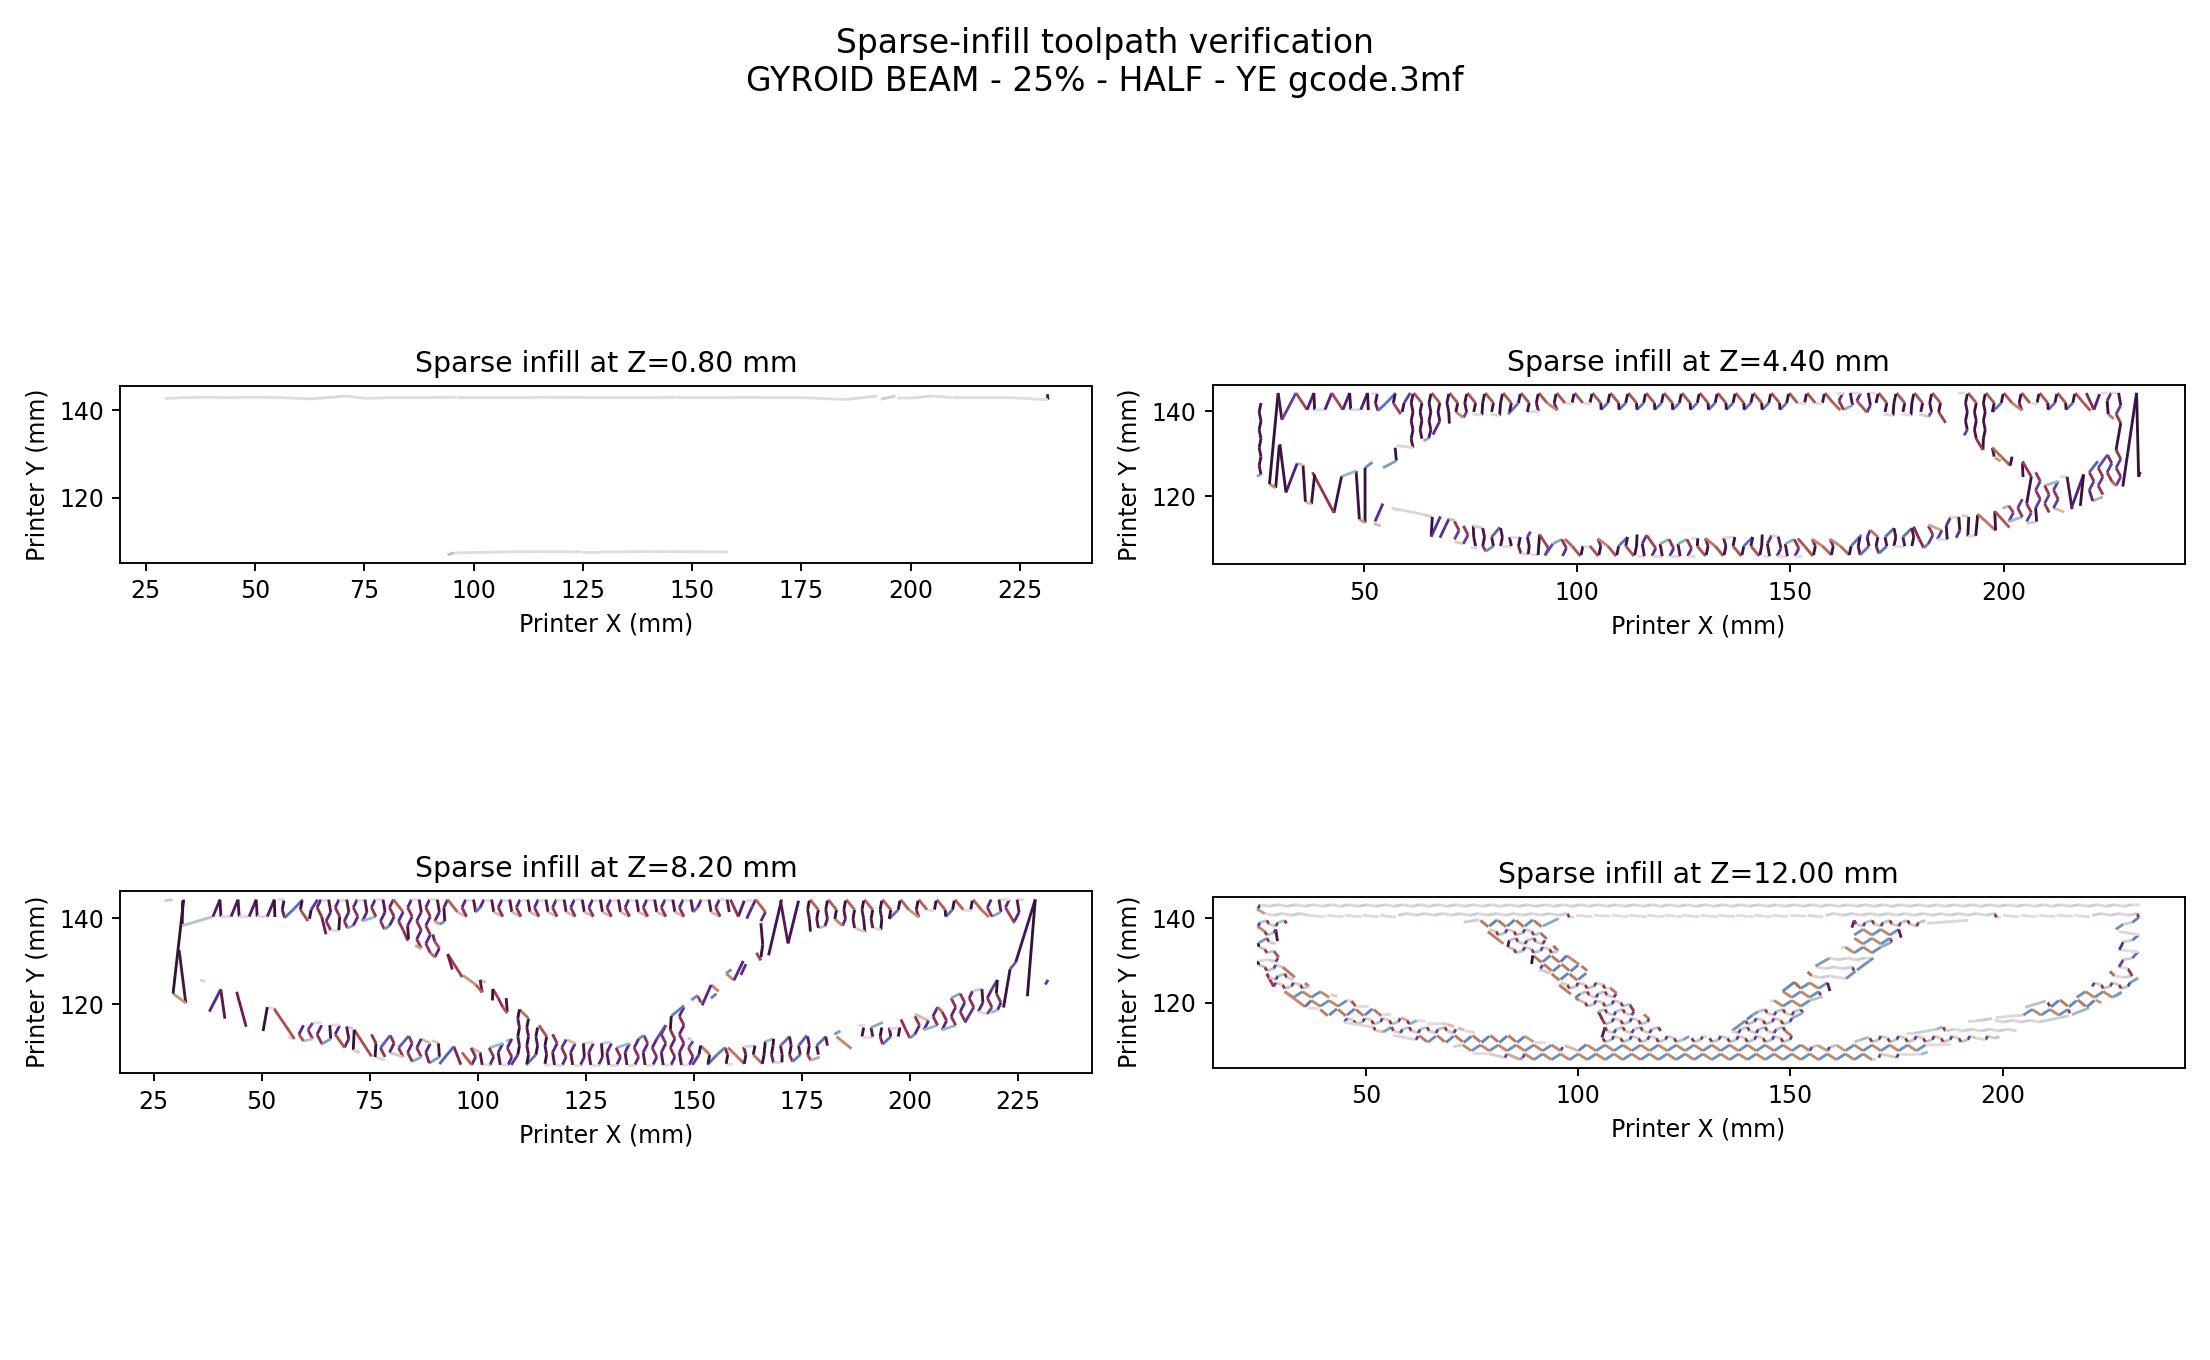 Sparse-infill toolpath verification
GYROID BEAM - 25% - HALF - YE gcode.3mf
Sparse infill at Z=0.80 mm
Printer Y (mm)
140
120
25 50 75 100 125 150 175 200 225
Printer X (mm)
Sparse infill at Z=4.40 mm
Printer Y (mm)
140
120
50 100 150 200
Printer X (mm)
Sparse infill at Z=8.20 mm
Printer Y (mm)
140
120
25 50 75 100 125 150 175 200 225
Printer X (mm)
Sparse infill at Z=12.00 mm
Printer Y (mm)
140
120
50 100 150 200
Printer X (mm)